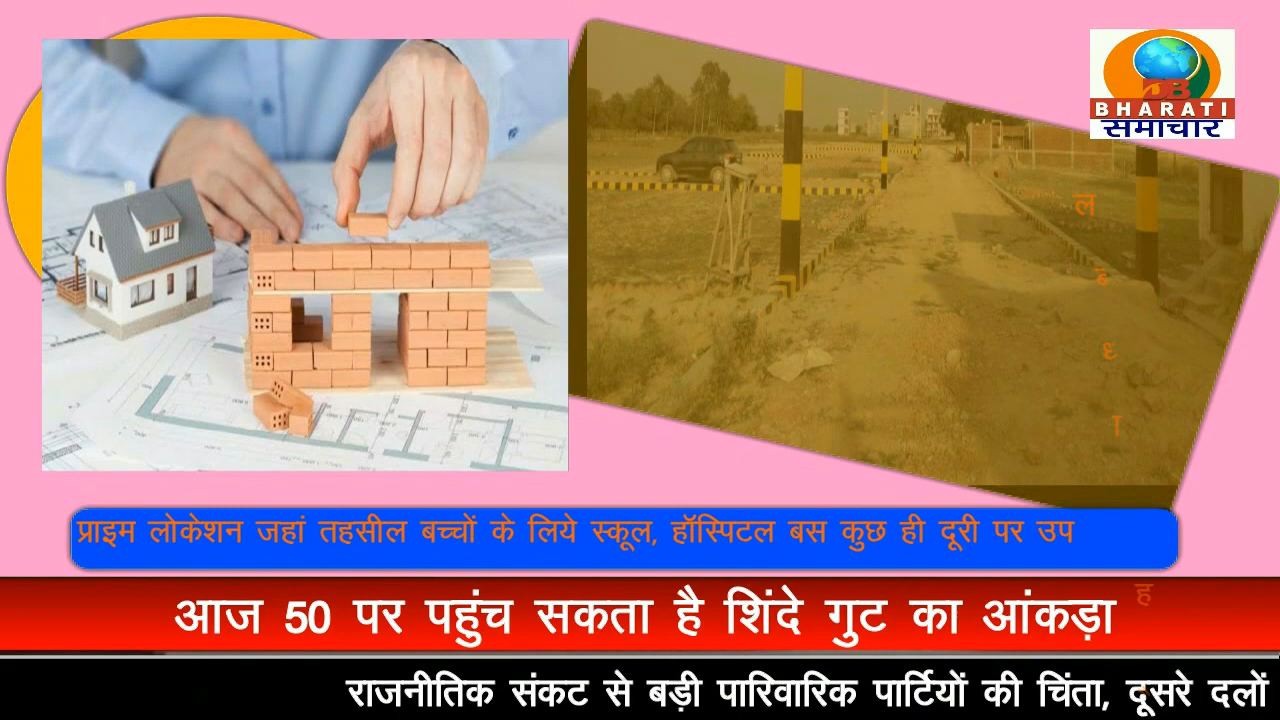 BHARATI
समाचार
प्राइम लोकेशन जहां तहसील बच्चों के लिये स्कूल, हॉस्पिटल बस कुछ ही दूरी पर उप
ल
ब्
ध
ा
ह
आज 50 पर पहुंच सकता है शिंदे गुट का आंकड़ा
राजनीतिक संकट से बड़ी पारिवारिक पार्टियों की चिंता, दूसरे दलों